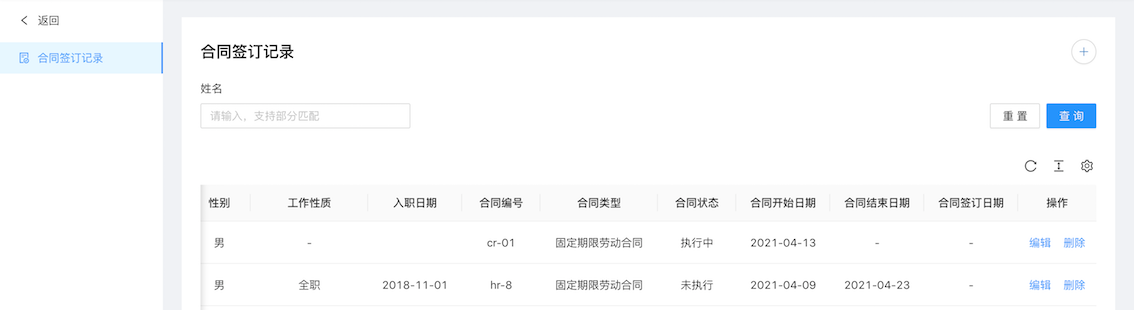 返回
合同签订记录
合同签订记录
姓名
请输入，支持部分匹配
重 置 查 询
性别 工作性质 入职日期 合同编号 合同类型 合同状态 合同开始日期 合同结束日期 合同签订日期 操作
男 - cr-01 固定期限劳动合同 执行中 2021-04-13 - - 编辑 删除
男 全职 2018-11-01 hr-8 固定期限劳动合同 未执行 2021-04-09 2021-04-23 - 编辑 删除